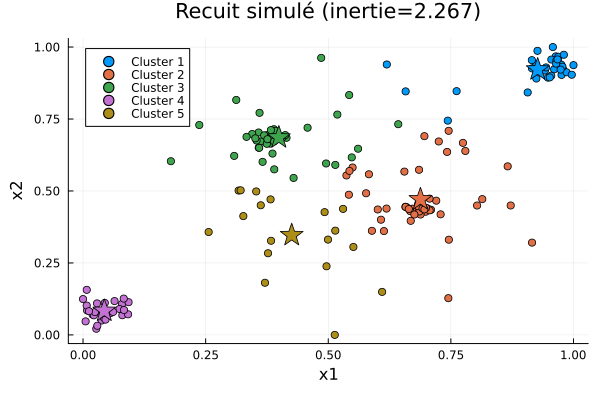 Recuit simulé (inertie=2.267)
1.00
Cluster 1
Cluster 2
Cluster 3
Cluster 4
Cluster 5
0.75
x2
0.50
0.25
0.00
0.00 0.25 0.50 0.75 1.00
x1